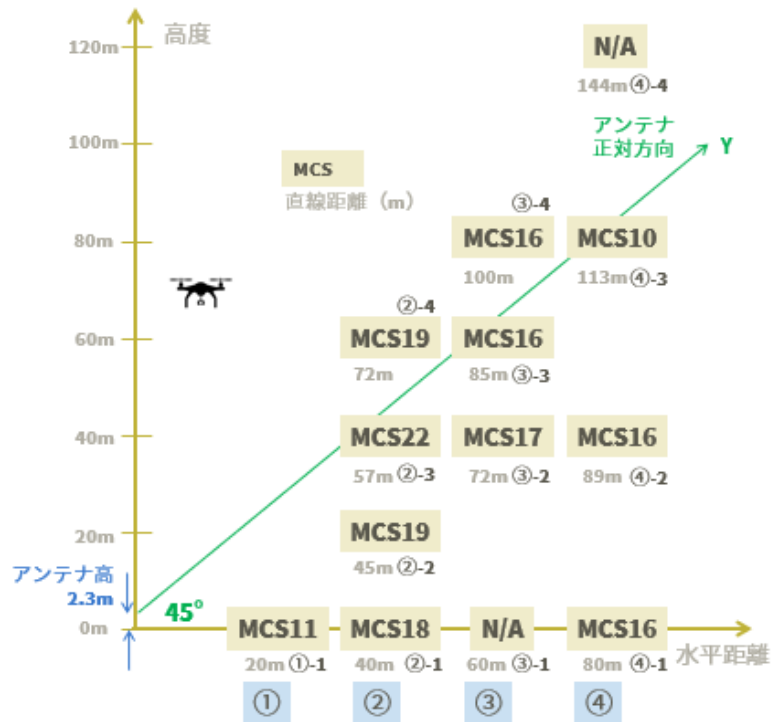 高度
120m
N/A
144m ④-4
アンテナ
正対方向
Y
100m
MCS
直線距離（m）
③-4
80m
MCS16
MCS10
100m
113m ④-3
②-4
60m
MCS19
MCS16
72m
85m ③-3
40m
MCS22
MCS17
MCS16
57m ②-3
72m ③-2
89m ④-2
20m
MCS19
45m ②-2
アンテナ高
2.3m
45°
0m
MCS11
MCS18
N/A
MCS16
水平距離
20m ①-1
40m ②-1
60m ③-1
80m ④-1
①
②
③
④